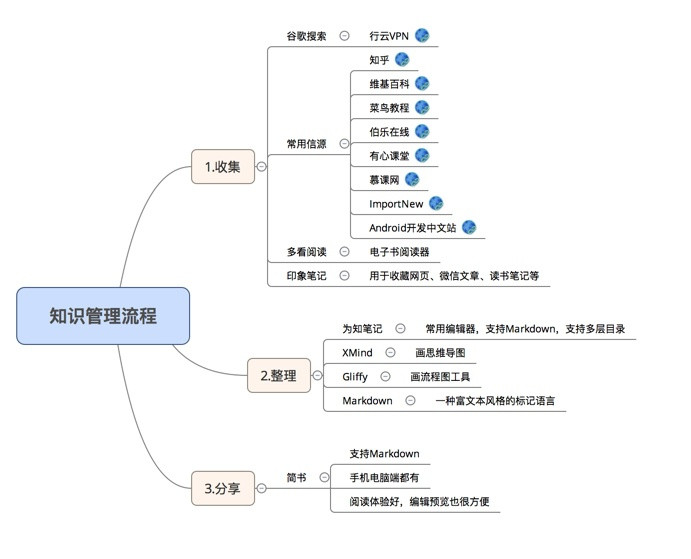 知识管理流程
1.收集
谷歌搜索
行云VPN
常用信源
知乎
维基百科
菜鸟教程
伯乐在线
有心课堂
慕课网
ImportNew
Android开发中文站
多看阅读
电子书阅读器
印象笔记
用于收藏网页、微信文章、读书笔记等
2.整理
为知笔记
常用编辑器，支持Markdown，支持多层目录
XMind
画思维导图
Gliffy
画流程图工具
Markdown
一种富文本风格的标记语言
3.分享
简书
支持Markdown
手机电脑端都有
阅读体验好，编辑预览也很方便